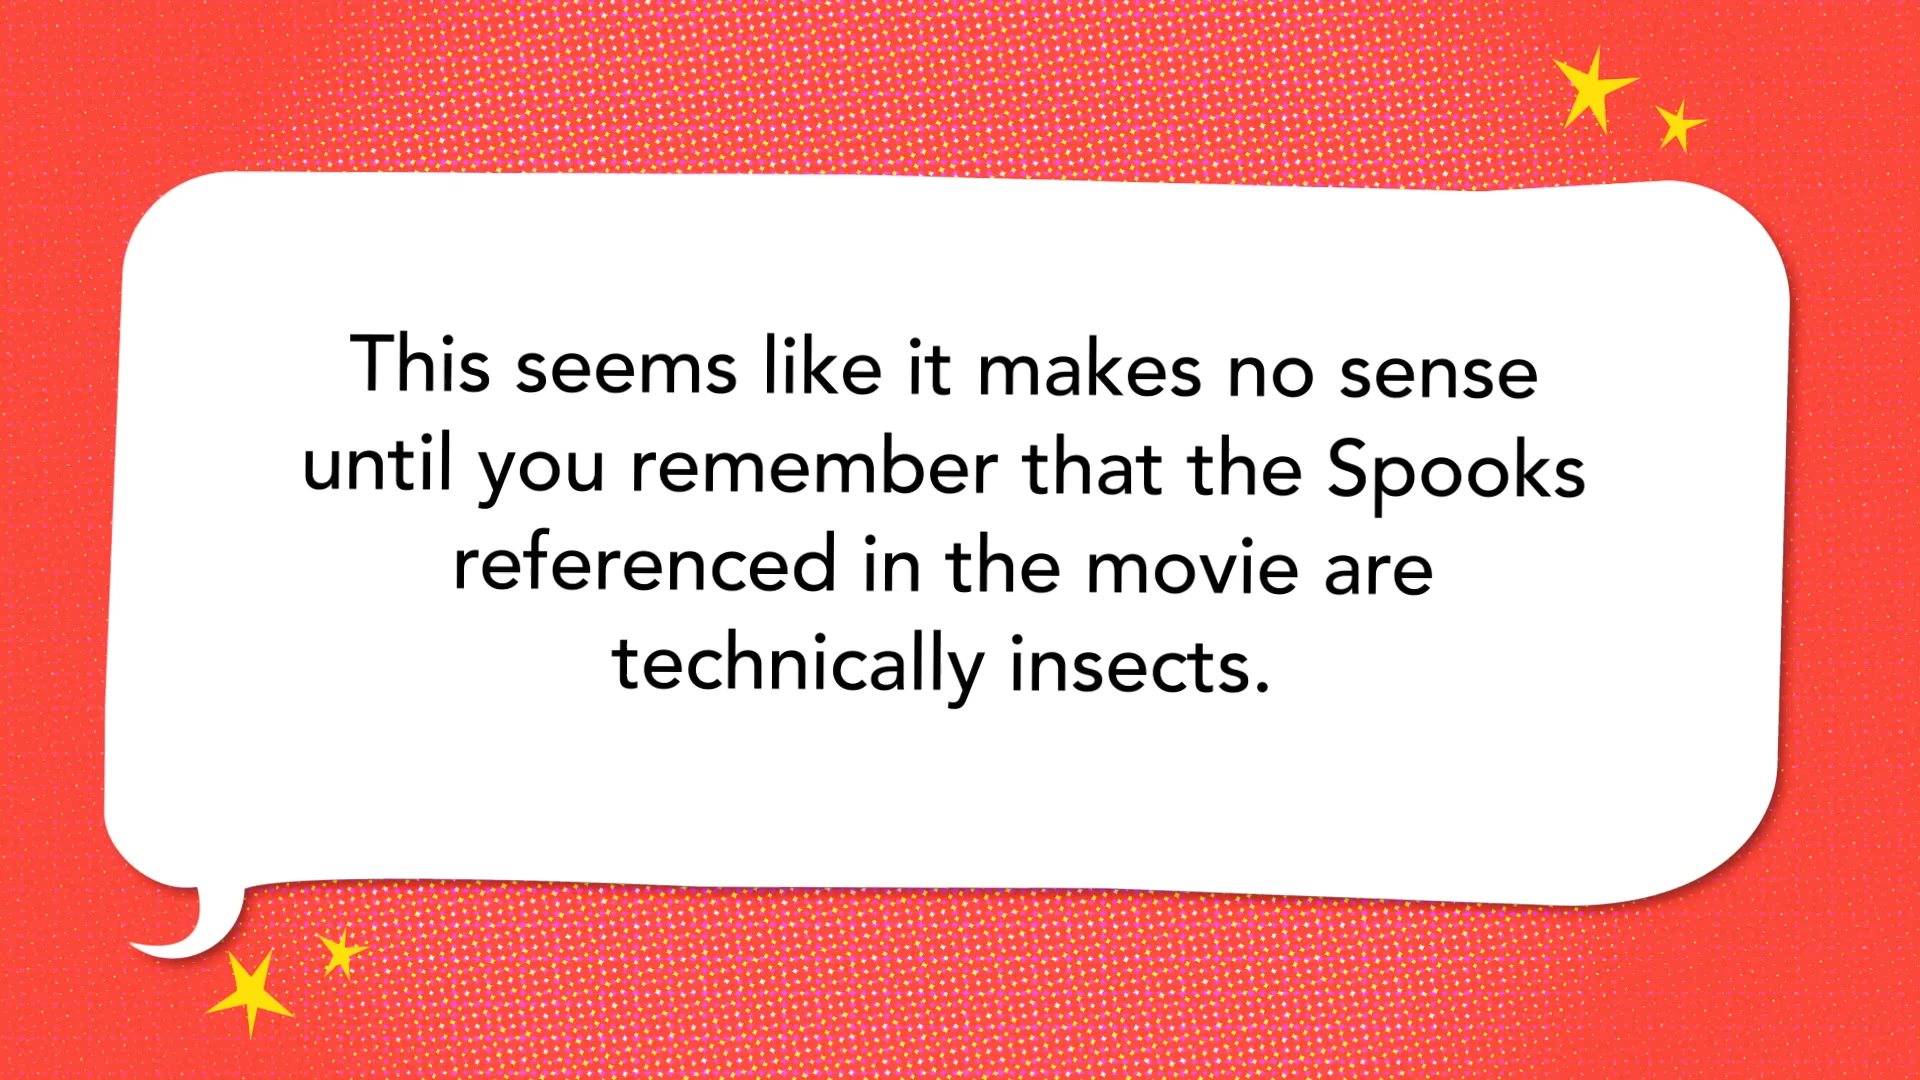 This seems like it makes no sense
until you remember that the Spooks
referenced in the movie are
technically insects.